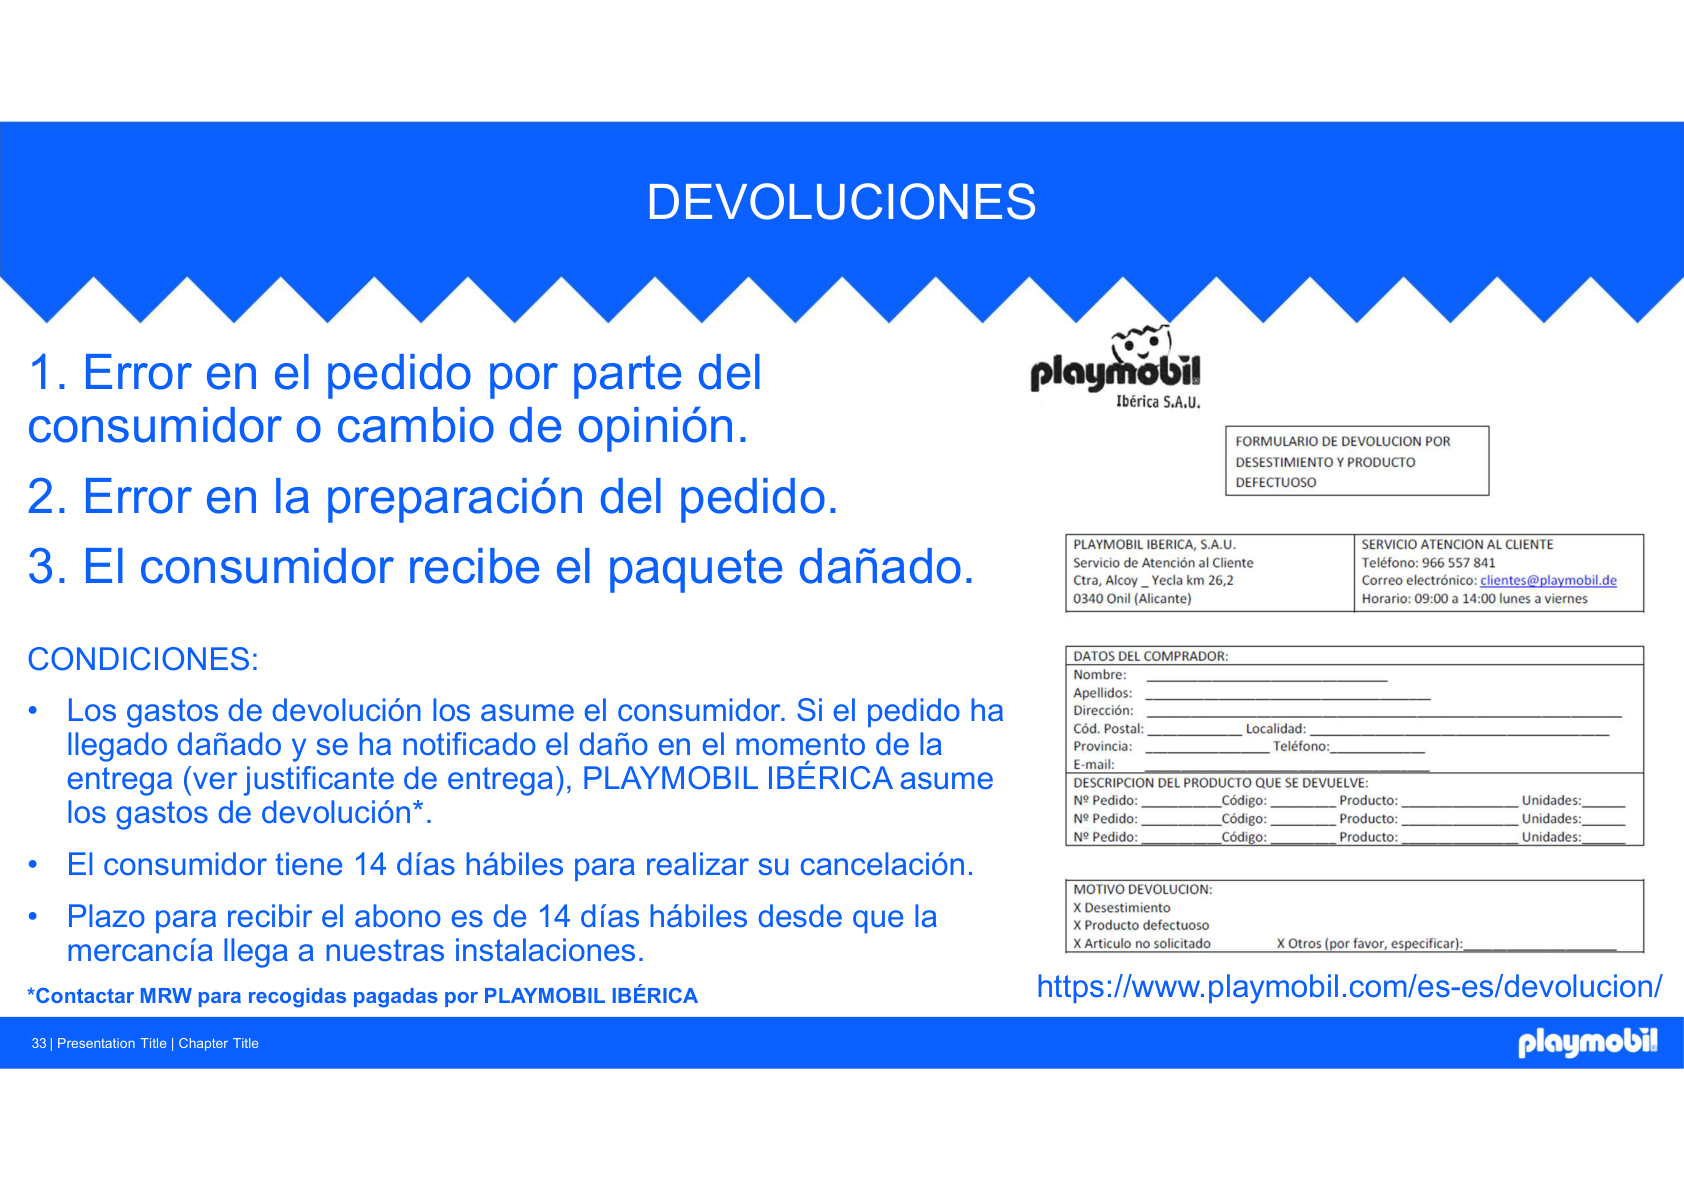 DEVOLUCIONES
1. Error en el pedido por parte del
consumidor o cambio de opinión.
2. Error en la preparación del pedido.
3. El consumidor recibe el paquete dañado.
CONDICIONES:
• Los gastos de devolución los asume el consumidor. Si el pedido ha
llegado dañado y se ha notificado el daño en el momento de la
entrega (ver justificante de entrega), PLAYMOBIL IBÉRICA asume
los gastos de devolución*.
• El consumidor tiene 14 días hábiles para realizar su cancelación.
• Plazo para recibir el abono es de 14 días hábiles desde que la
mercancía llega a nuestras instalaciones.
*Contactar MRW para recogidas pagadas por PLAYMOBIL IBÉRICA
playmobil
Ibérica S.A.U.
FORMULARIO DE DEVOLUCION POR
DESESTIMIENTO Y PRODUCTO
DEFECTUOSO
PLAYMOBIL IBERICA, S.A.U.
Servicio de Atención al Cliente
Ctra, Alcoy _ Yecla km 26,2
0340 Onil (Alicante)
SERVICIO ATENCION AL CLIENTE
Teléfono: 966 557 841
Correo electrónico: clientes@playmobil.de
Horario: 09:00 a 14:00 lunes a viernes
DATOS DEL COMPRADOR:
Nombre:
Apellidos:
Dirección:
Cód. Postal: Localidad:
Provincia: Teléfono:
E-mail:
DESCRIPCION DEL PRODUCTO QUE SE DEVUELVE:
Nº Pedido: Código: Producto: Unidades:
Nº Pedido: Código: Producto: Unidades:
Nº Pedido: Código: Producto: Unidades:
MOTIVO DEVOLUCION:
X Desestimiento
X Producto defectuoso
X Articulo no solicitado X Otros (por favor, especificar):
https://www.playmobil.com/es-es/devolucion/
33 | Presentation Title | Chapter Title
playmobil